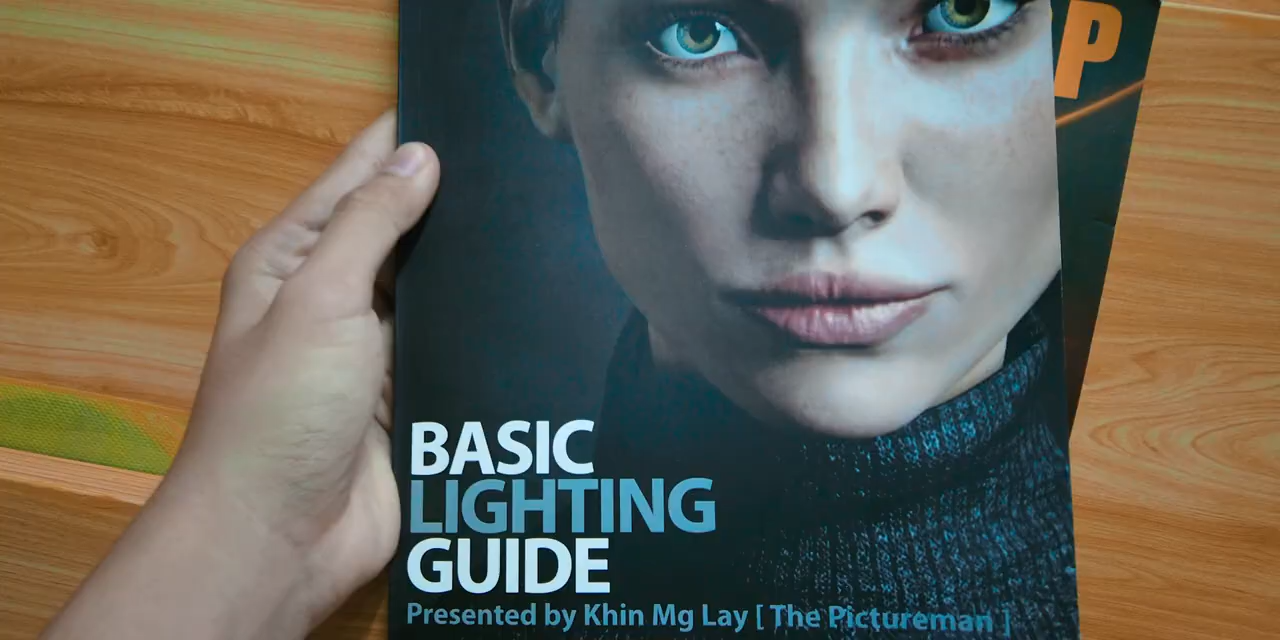 P
BASIC
LIGHTING
GUIDE
Presented by Khin Mg Lay [ The Pictureman ]